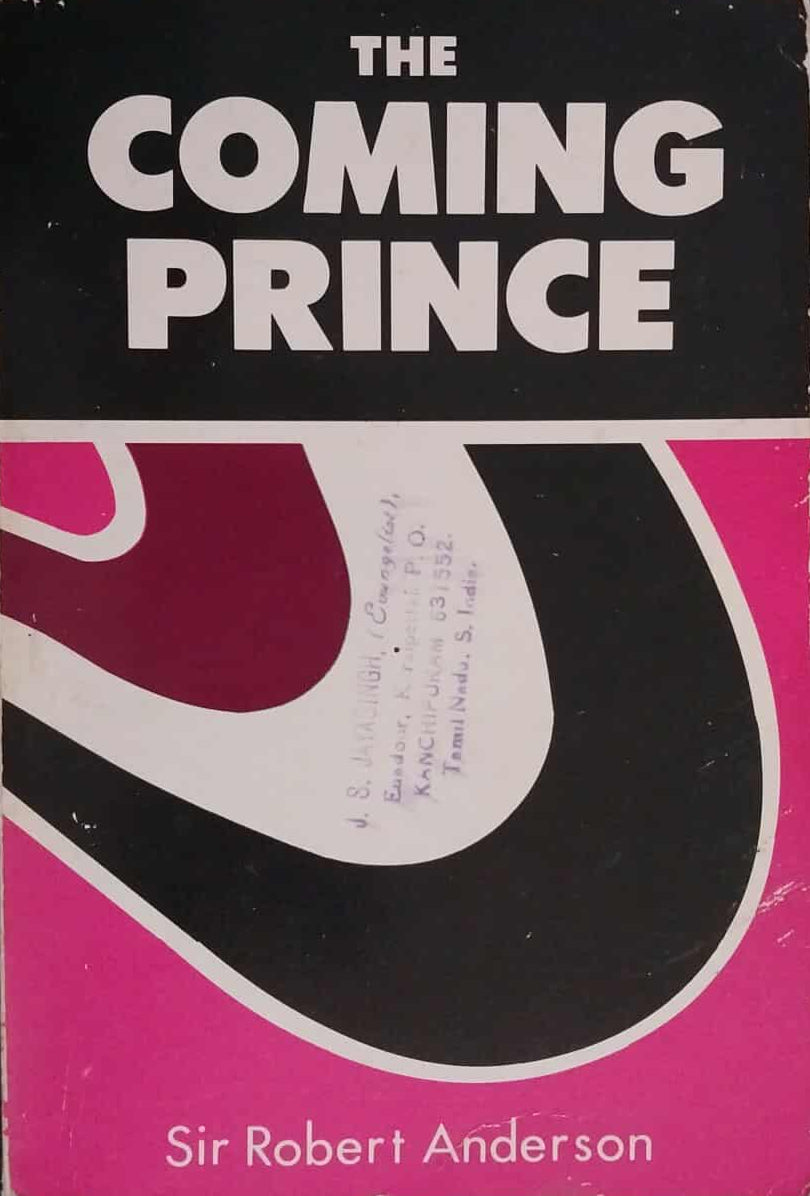 THE
COMING
PRINCE
J. S. JAYASINGH, (Evangelist),
P. O.
KANCHIPURAM 631552.
Tamil Nadu. S. India.
Sir Robert Anderson